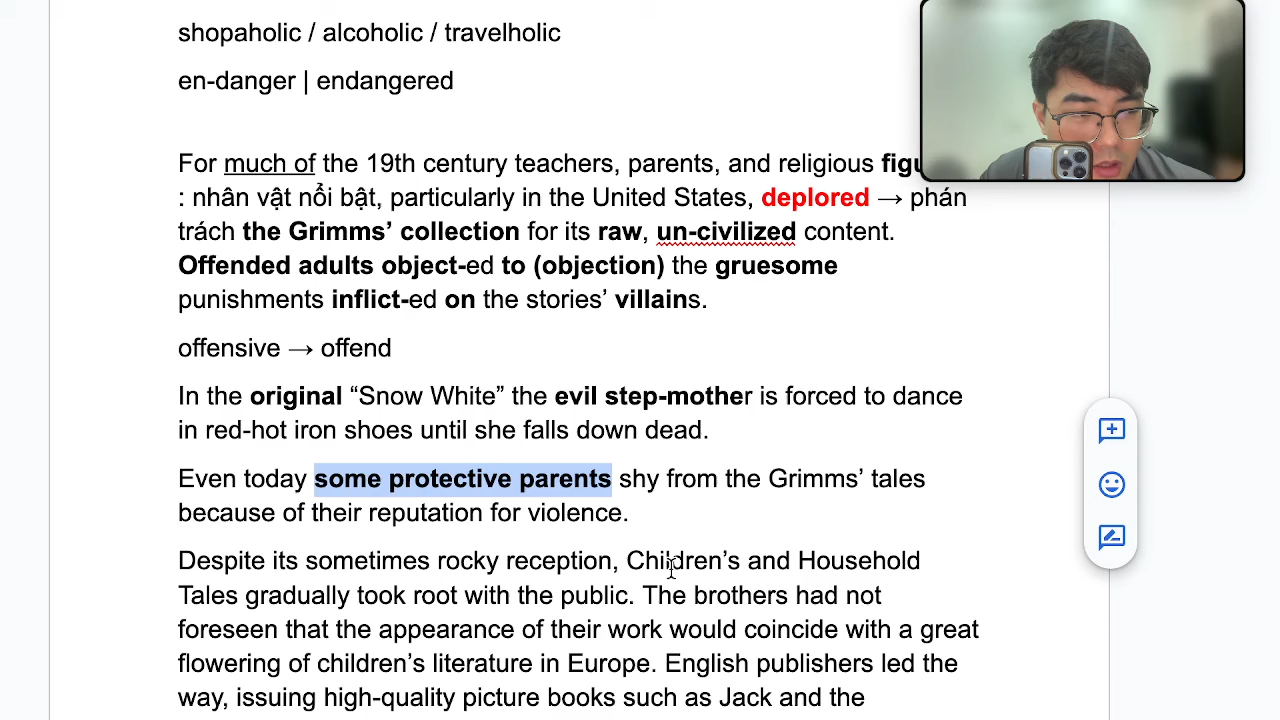 shopaholic / alcoholic / travelholic
en-danger | endangered
For much of the 19th century teachers, parents, and religious
: nhân vật nổi bật, particularly in the United States, deplored → phán
trách the Grimms’ collection for its raw, un-civilized content.
Offended adults object-ed to (objection) the gruesome
punishments inflict-ed on the stories’ villains.
offensive → offend
In the original “Snow White” the evil step-mother is forced to dance
in red-hot iron shoes until she falls down dead.
Even today some protective parents shy from the Grimms’ tales
because of their reputation for violence.
Despite its sometimes rocky reception, Children’s and Household
Tales gradually took root with the public. The brothers had not
foreseen that the appearance of their work would coincide with a great
flowering of children’s literature in Europe. English publishers led the
way, issuing high-quality picture books such as Jack and the